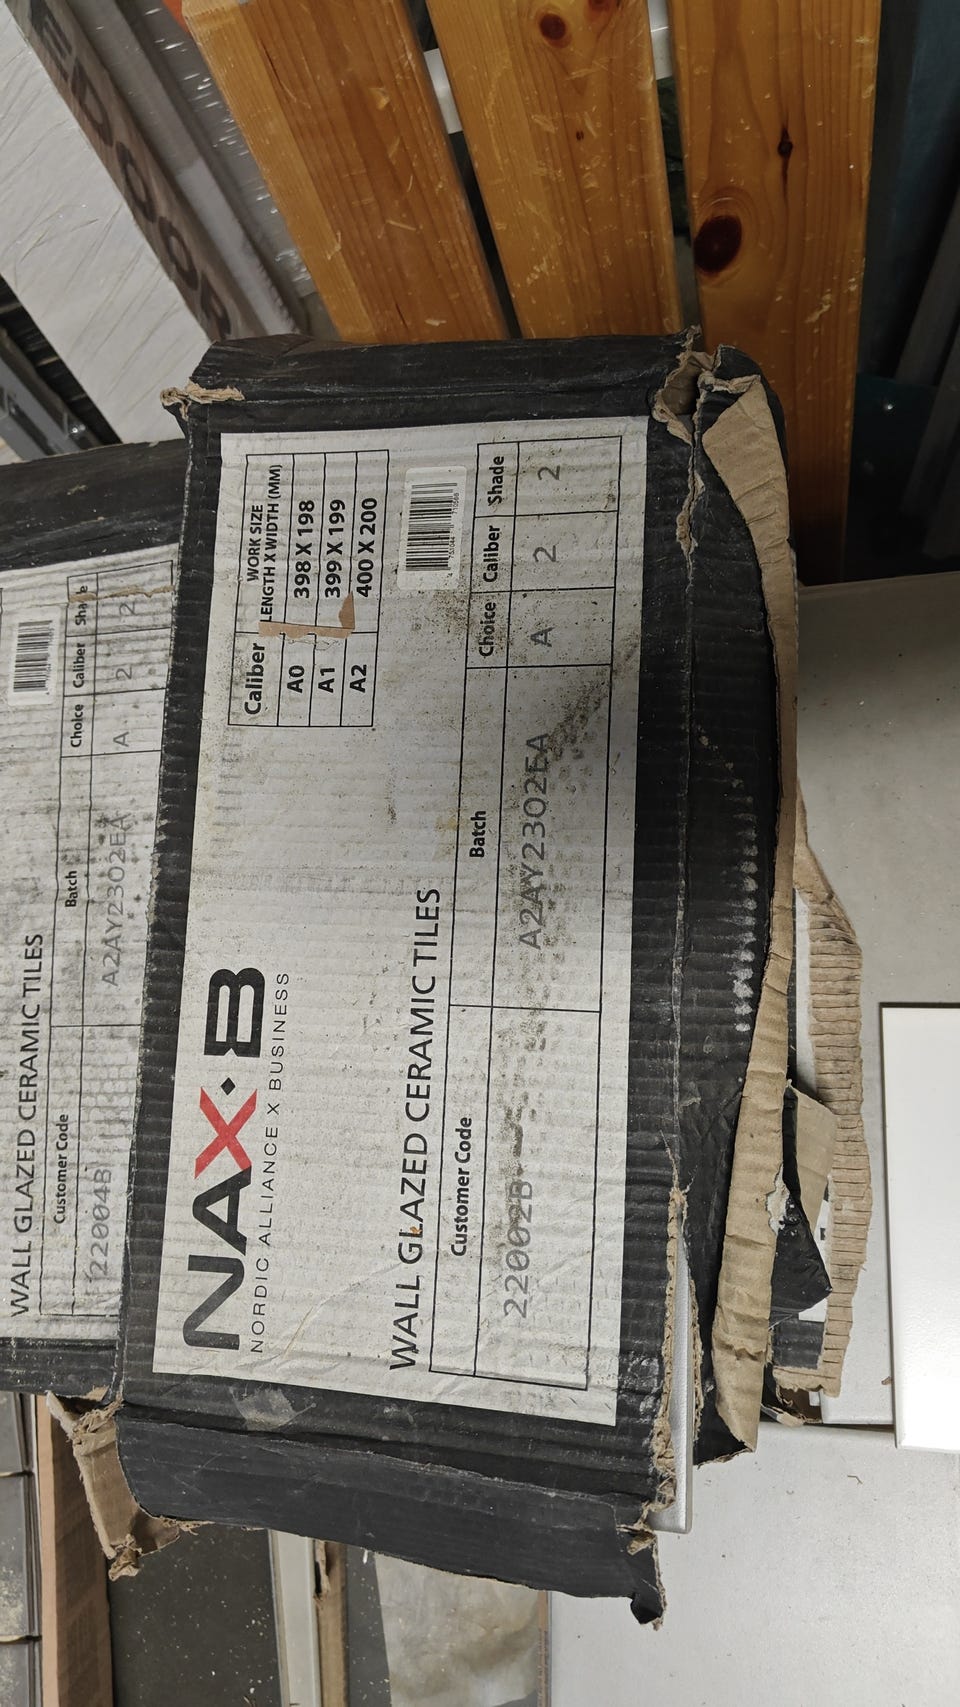 NAX·B
NORDIC ALLIANCE X BUSINESS
Caliber WORK SIZE LENGTH X WIDTH (MM)
A0 398 X 198
A1 399 X 199
A2 400 X 200
WALL GLAZED CERAMIC TILES
Customer Code Batch Choice Caliber Shade
22002B A2AY2302EA A 2 2
WALL GLAZED CERAMIC TILES
Customer Code Batch Choice Caliber Shade
22004B A2AY2302EA A 2 2